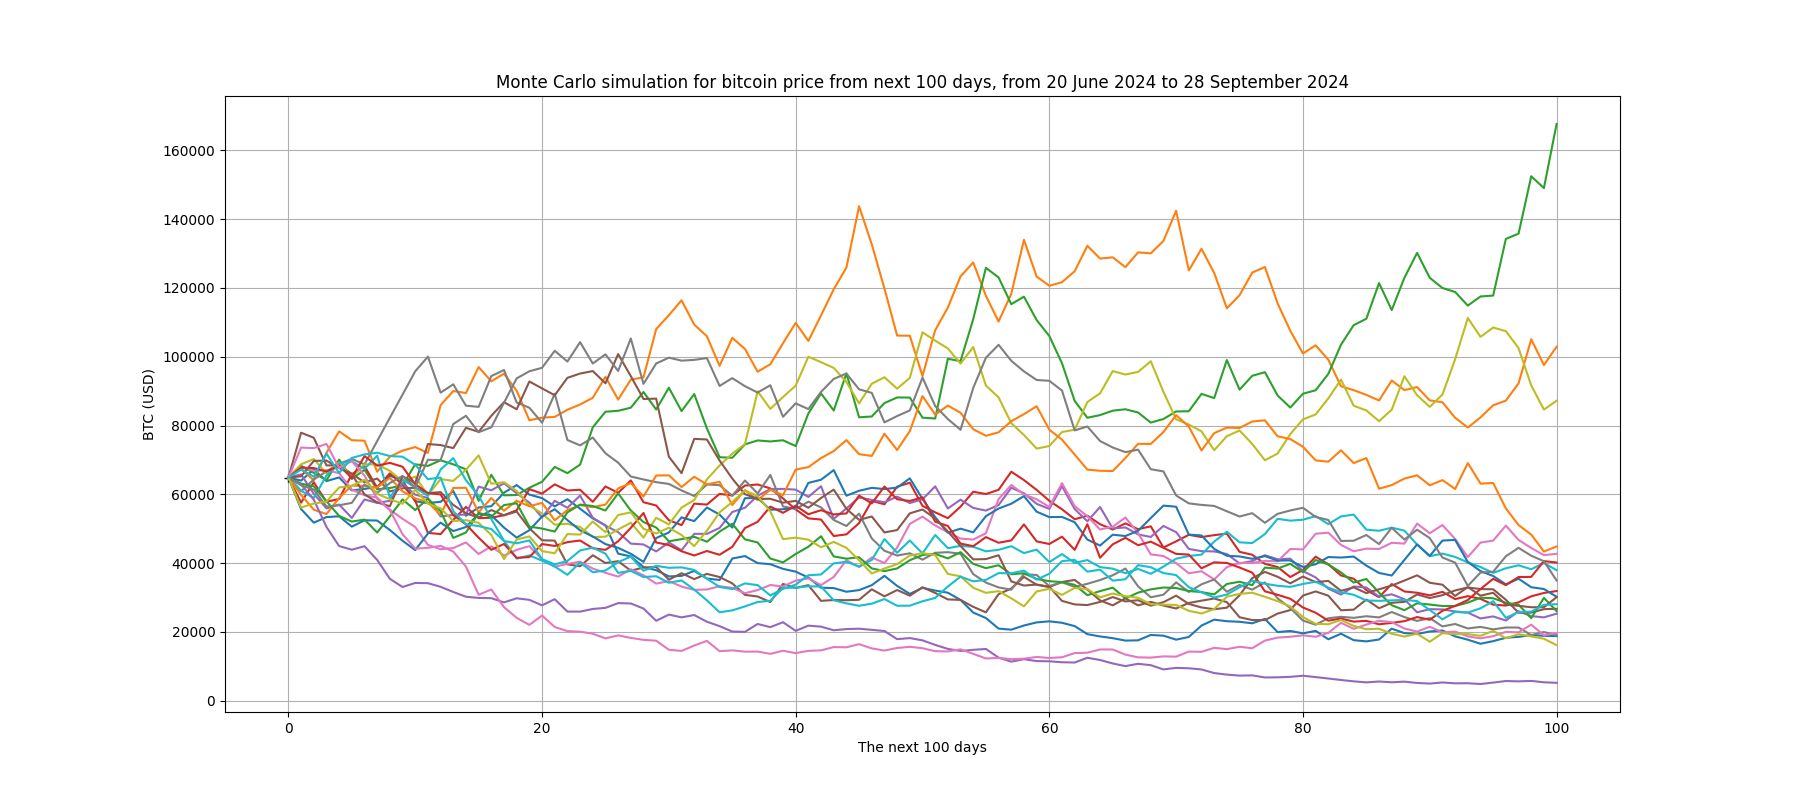 Monte Carlo simulation for bitcoin price from next 100 days, from 20 June 2024 to 28 September 2024
BTC (USD)
160000
140000
120000
100000
80000
60000
40000
20000
0
0 20 40 60 80 100
The next 100 days